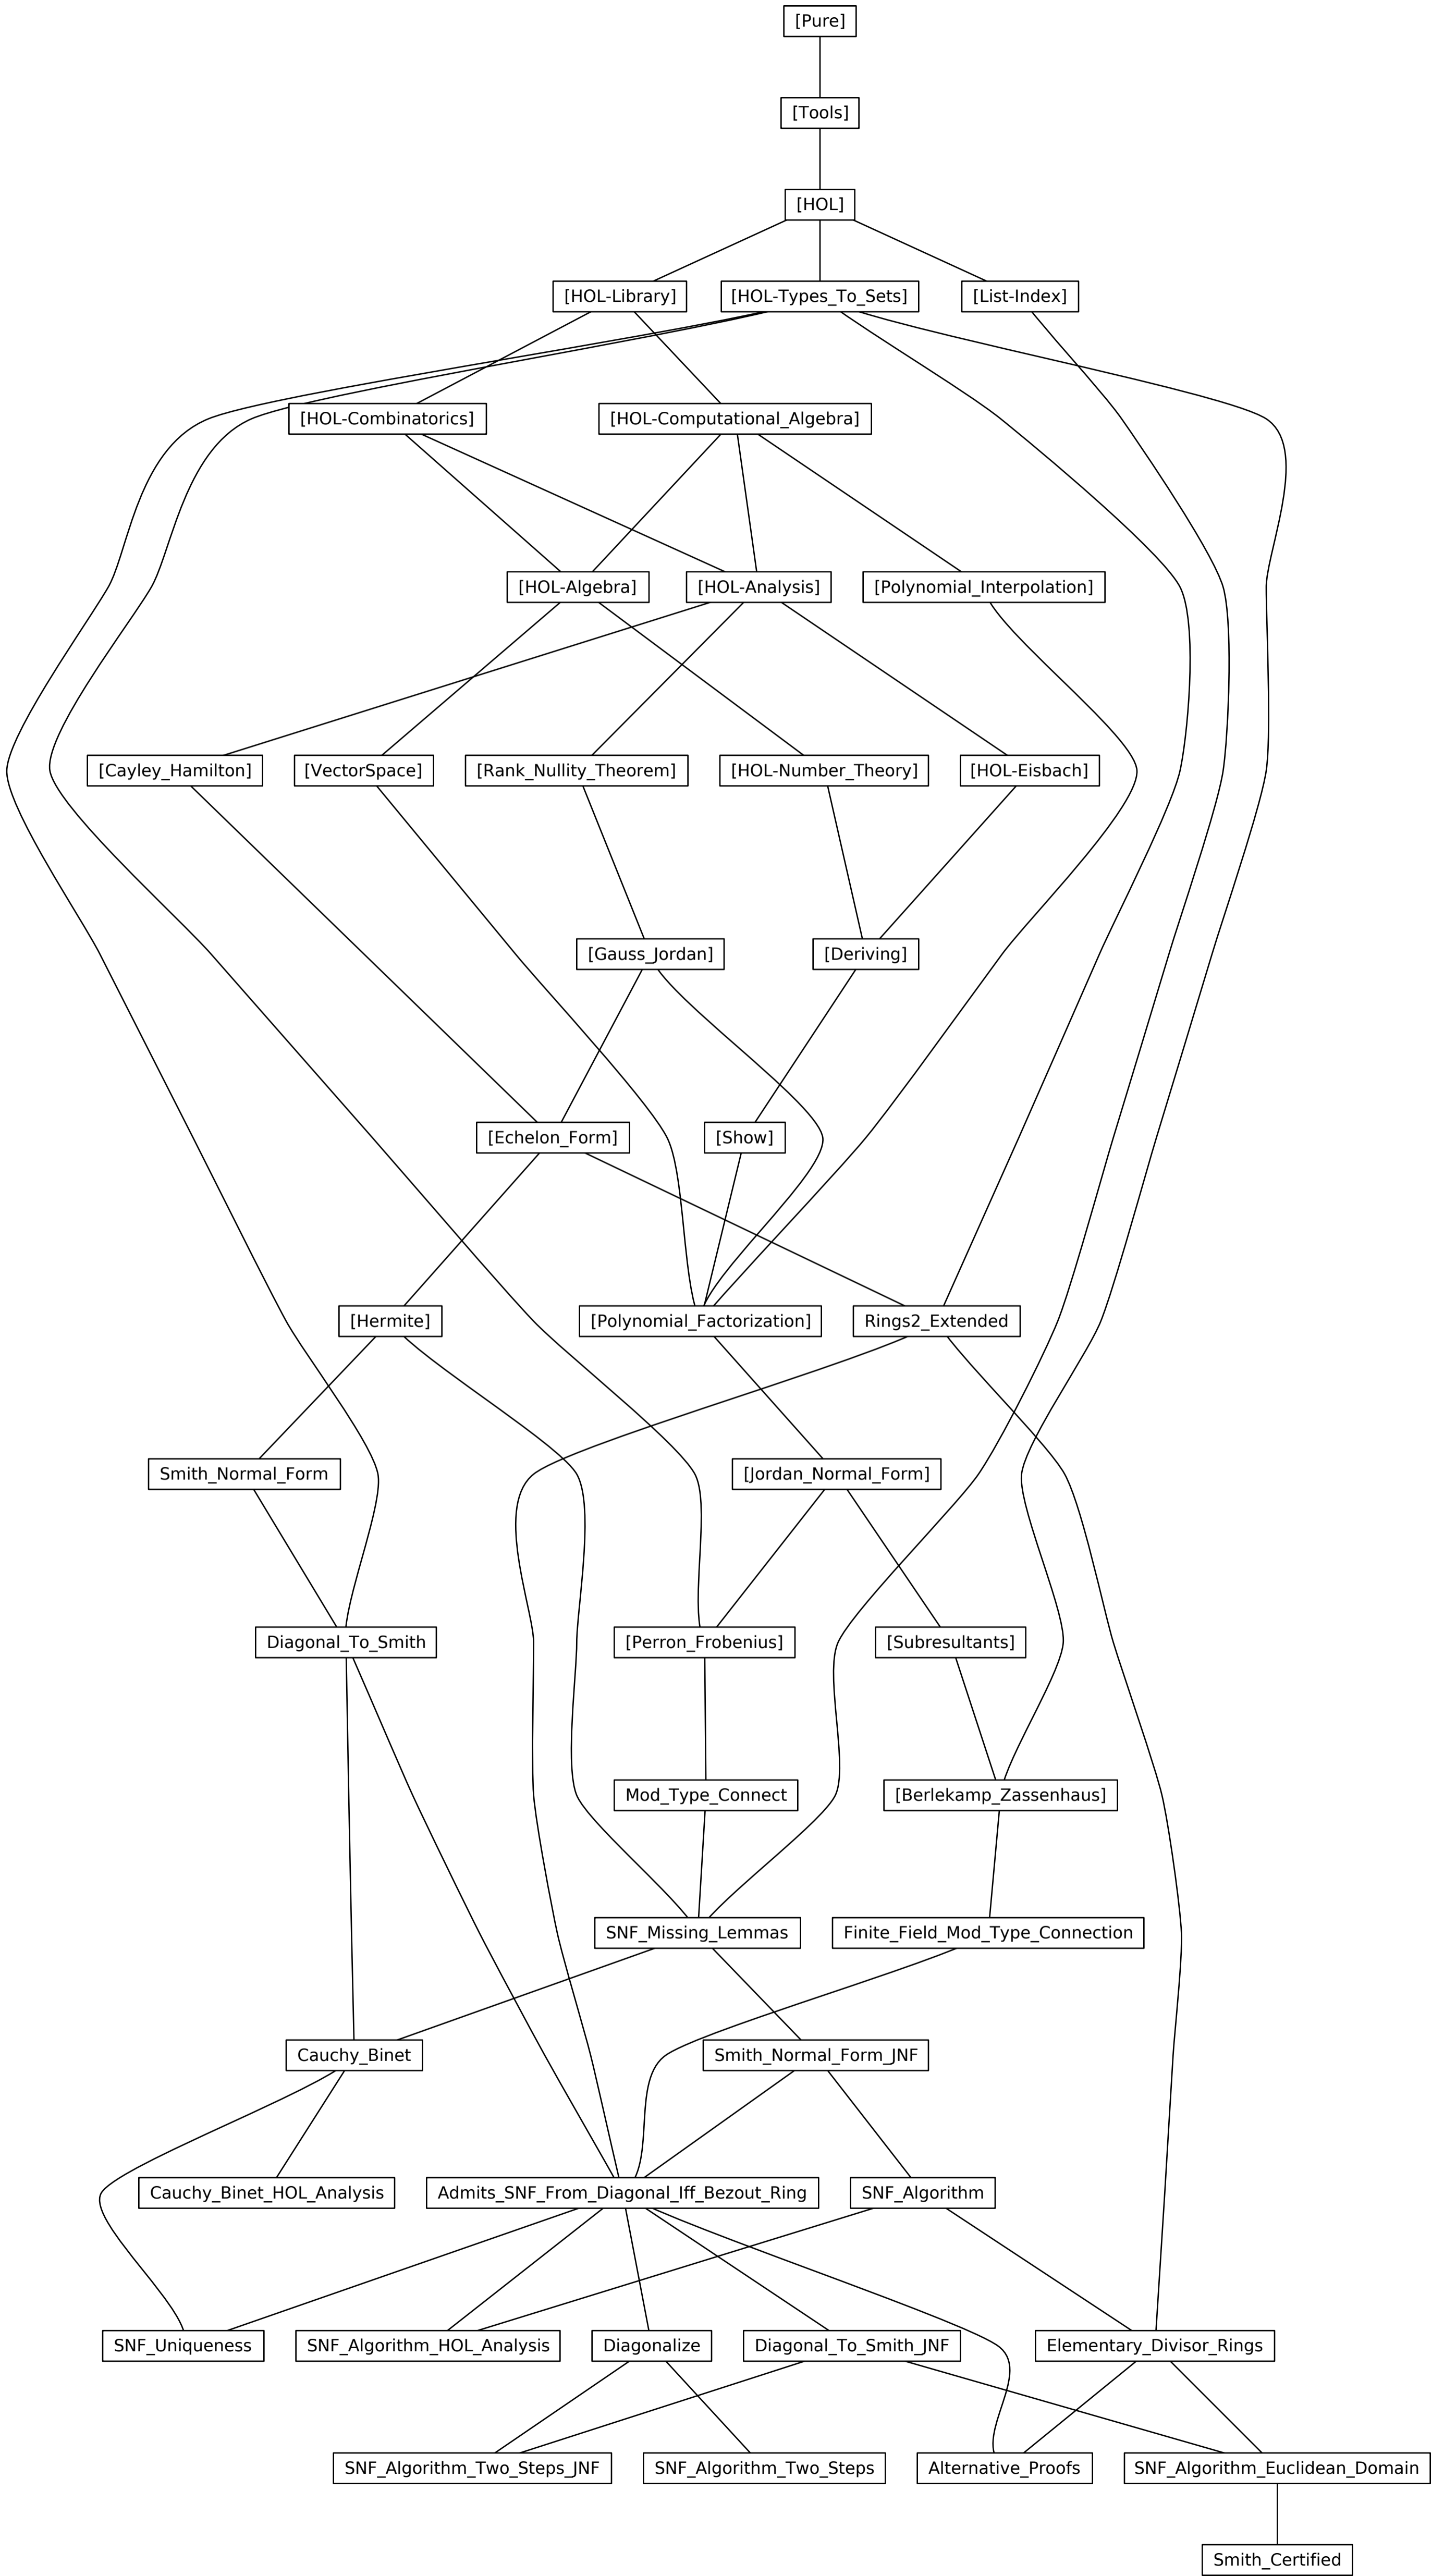 [Pure]
[Tools]
[HOL]
[HOL-Library]
[HOL-Types_To_Sets]
[List-Index]
[HOL-Combinatorics]
[HOL-Computational_Algebra]
[HOL-Algebra]
[HOL-Analysis]
[Polynomial_Interpolation]
[Cayley_Hamilton]
[VectorSpace]
[Rank_Nullity_Theorem]
[HOL-Number_Theory]
[HOL-Eisbach]
[Gauss_Jordan]
[Deriving]
[Echelon_Form]
[Show]
[Hermite]
[Polynomial_Factorization]
Rings2_Extended
Smith_Normal_Form
[Jordan_Normal_Form]
Diagonal_To_Smith
[Perron_Frobenius]
[Subresultants]
Mod_Type_Connect
[Berlekamp_Zassenhaus]
SNF_Missing_Lemmas
Finite_Field_Mod_Type_Connection
Cauchy_Binet
Smith_Normal_Form_JNF
Cauchy_Binet_HOL_Analysis
Admits_SNF_From_Diagonal_Iff_Bezout_Ring
SNF_Algorithm
SNF_Uniqueness
SNF_Algorithm_HOL_Analysis
Diagonalize
Diagonal_To_Smith_JNF
Elementary_Divisor_Rings
SNF_Algorithm_Two_Steps_JNF
SNF_Algorithm_Two_Steps
Alternative_Proofs
SNF_Algorithm_Euclidean_Domain
Smith_Certified